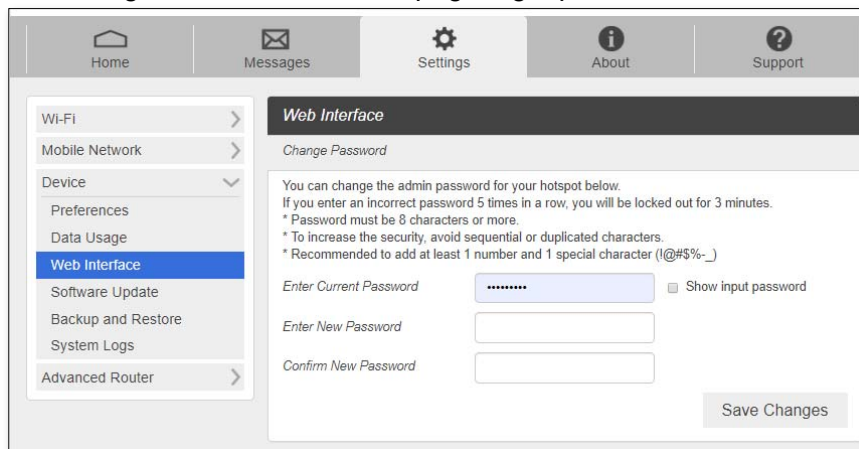 Home Messages Settings About Support
Wi-Fi
Mobile Network
Device
Preferences
Data Usage
Web Interface
Software Update
Backup and Restore
System Logs
Advanced Router
Web Interface
Change Password
You can change the admin password for your hotspot below.
If you enter an incorrect password 5 times in a row, you will be locked out for 3 minutes.
* Password must be 8 characters or more.
* To increase the security, avoid sequential or duplicated characters.
* Recommended to add at least 1 number and 1 special character (!@#$%-_)
Enter Current Password ••••••••• Show input password
Enter New Password
Confirm New Password
Save Changes